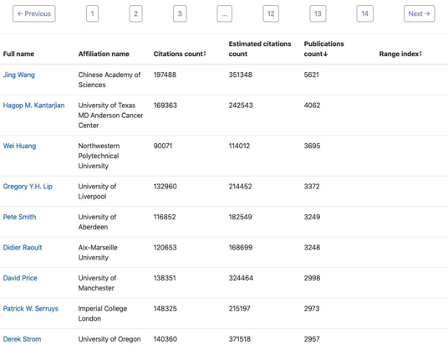 ← Previous 1 2 3 ... 12 13 14 Next →
Full name Affiliation name Citations count↕ Estimated citations count Publications count↓ Range index↕
Jing Wang Chinese Academy of Sciences 197488 351348 5621
Hagop M. Kantarjian University of Texas MD Anderson Cancer Center 169363 242543 4062
Wei Huang Northwestern Polytechnical University 90071 114012 3695
Gregory Y.H. Lip University of Liverpool 132960 214452 3372
Pete Smith University of Aberdeen 116852 182549 3249
Didier Raoult Aix-Marseille University 120653 168699 3248
David Price University of Manchester 138351 324464 2998
Patrick W. Serruys Imperial College London 148325 215197 2973
Derek Strom University of Oregon 140360 371518 2957